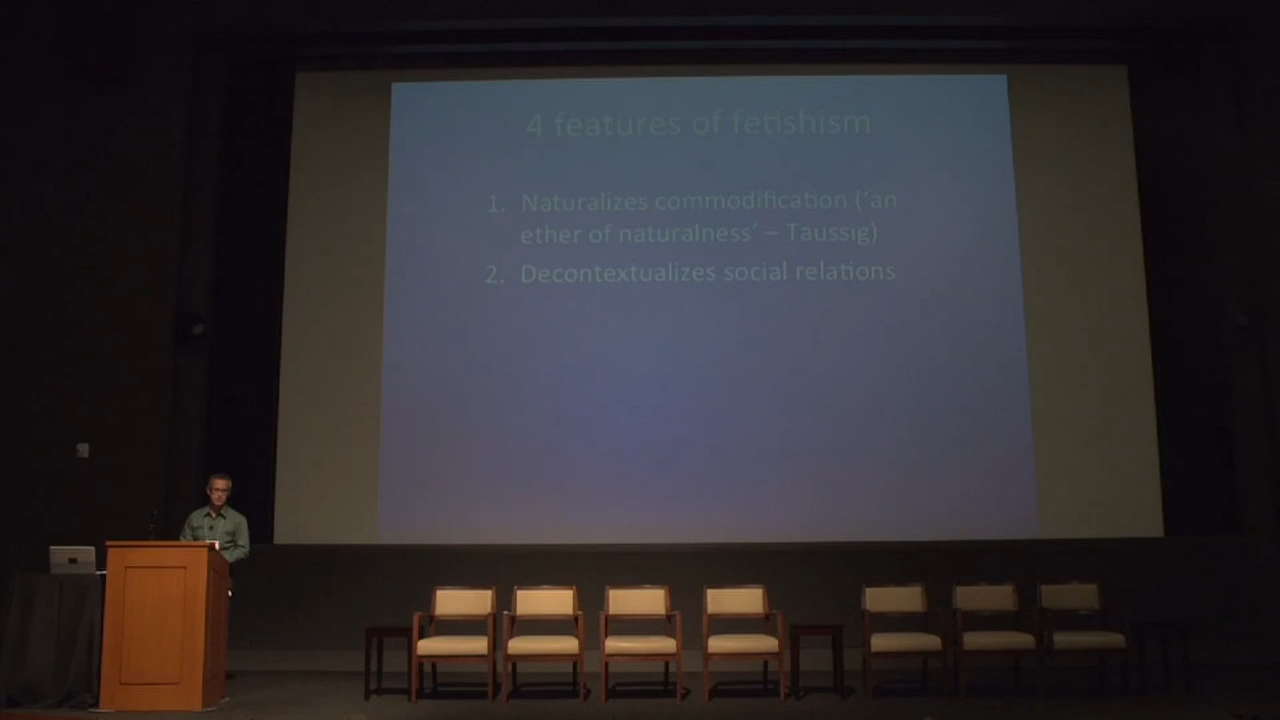 4 features of fetishism
1. Naturalizes commodification (‘an
ether of naturalness’ – Taussig)
2. Decontextualizes social relations